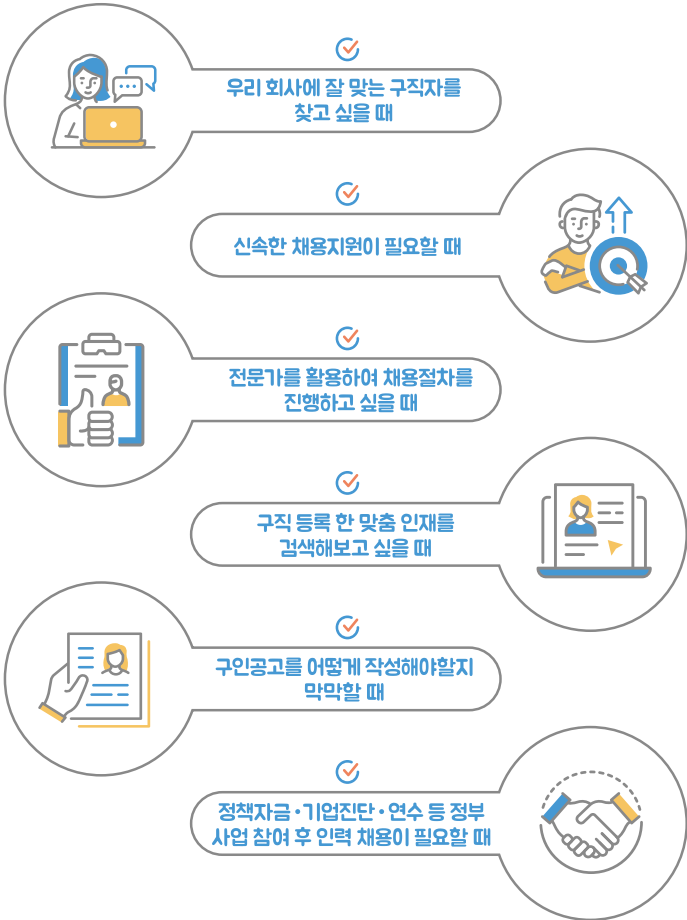 우리 회사에 잘 맞는 구직자를
찾고 싶을 때
신속한 채용지원이 필요할 때
전문가를 활용하여 채용절차를
진행하고 싶을 때
구직 등록 한 맞춤 인재를
검색해보고 싶을 때
구인공고를 어떻게 작성해야할지
막막할 때
정책자금·기업진단·연수 등 정부
사업 참여 후 인력 채용이 필요할 때